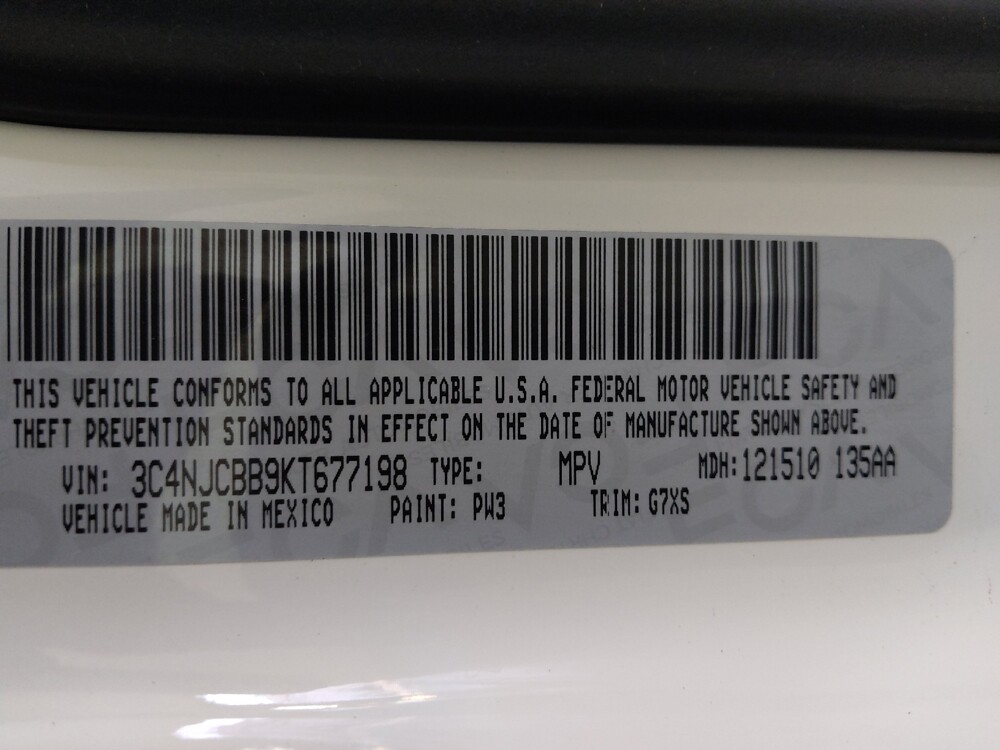 THIS VEHICLE CONFORMS TO ALL APPLICABLE U.S.A. FEDERAL MOTOR VEHICLE SAFETY AND
THEFT PREVENTION STANDARDS IN EFFECT ON THE DATE OF MANUFACTURE SHOWN ABOVE.
VIN: 3C4NJCBB9KT677198 TYPE: MPV MDH:121510 135AA
VEHICLE MADE IN MEXICO PAINT: PW3 TRIM: G7XS